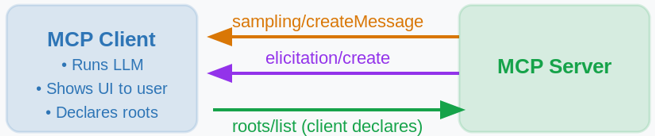 MCP Client
• Runs LLM
• Shows UI to user
• Declares roots
sampling/createMessage
elicitation/create
roots/list (client declares)
MCP Server